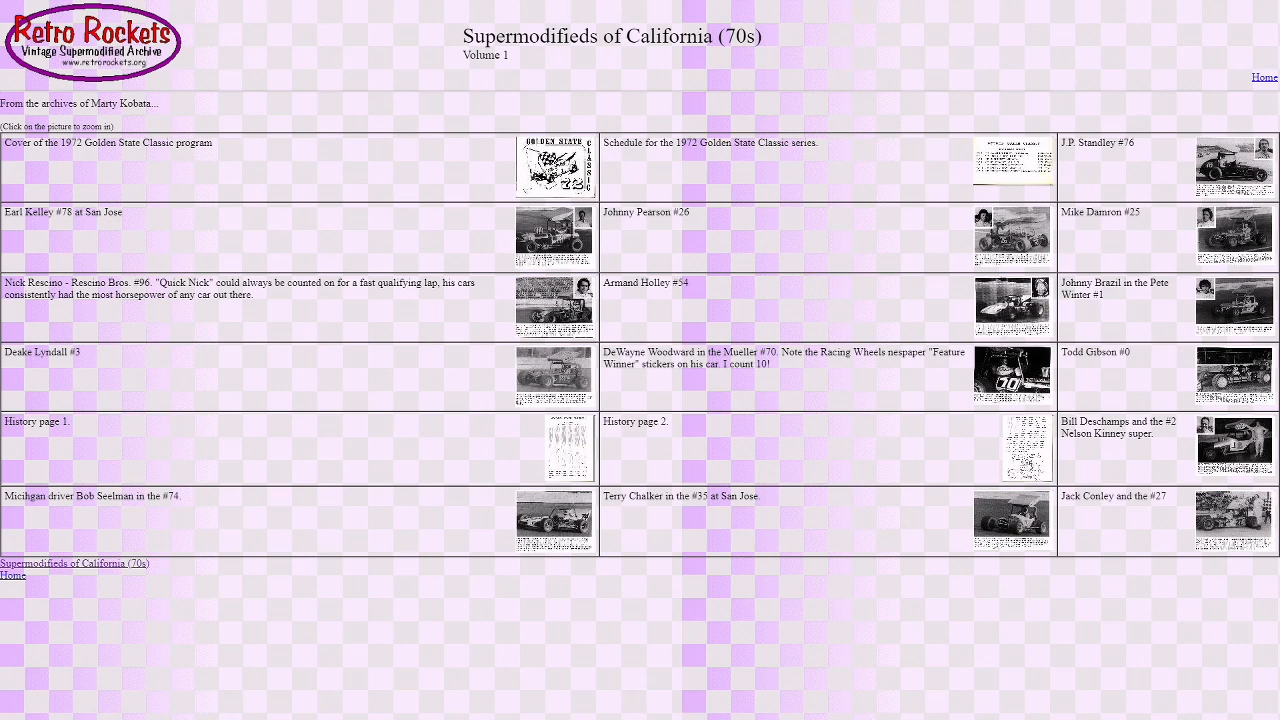 Retro Rockets
Vintage Supermodified Archive
www.retrorockets.org
Supermodifieds of California (70s)
Volume 1
Home
From the archives of Marty Kobata...
(Click on the picture to zoom in)
Cover of the 1972 Golden State Classic program
GOLDEN STATE
CLASSIC
72
Schedule for the 1972 Golden State Classic series.
J.P. Standley #76
Earl Kelley #78 at San Jose
Johnny Pearson #26
Mike Damron #25
Nick Rescino - Rescino Bros. #96. "Quick Nick" could always be counted on for a fast qualifying lap, his cars
consistently had the most horsepower of any car out there.
Armand Holley #54
Johnny Brazil in the Pete
Winter #1
Deake Lyndall #3
DeWayne Woodward in the Mueller #70. Note the Racing Wheels nespaper "Feature
Winner" stickers on his car. I count 10!
70
Todd Gibson #0
History page 1.
History page 2.
Bill Deschamps and the #2
Nelson Kinney super.
Micihgan driver Bob Seelman in the #74.
Terry Chalker in the #35 at San Jose.
Jack Conley and the #27
Supermodifieds of California (70s)
Home